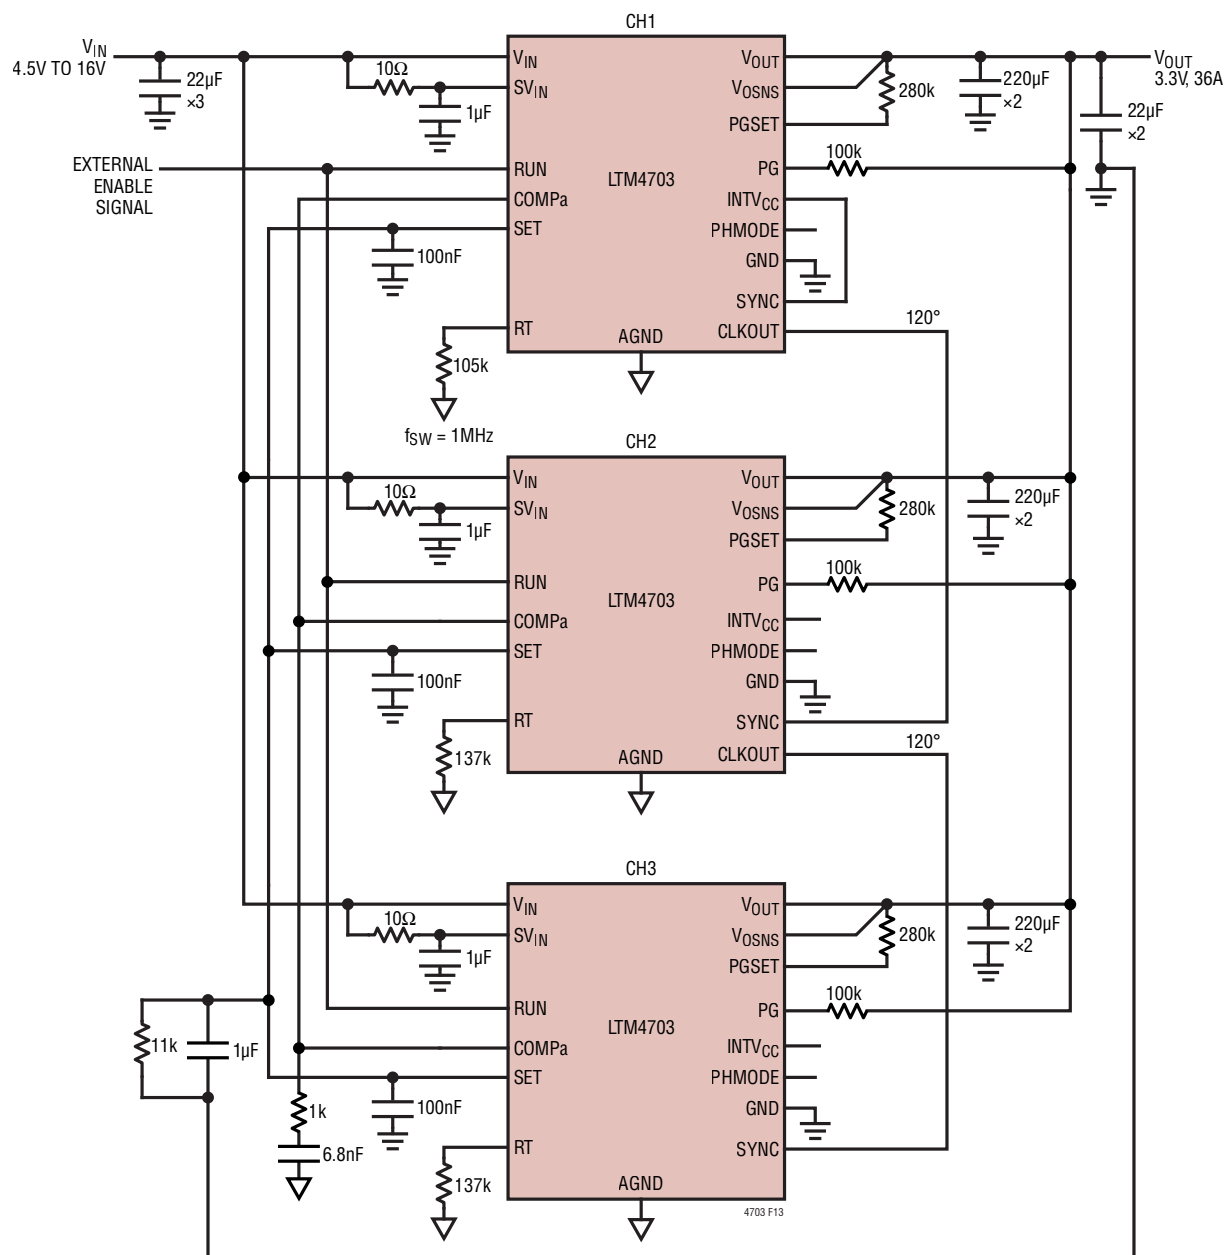 CH1
VIN
4.5V TO 16V
22µF
×3
10Ω
1µF
VIN
SVIN
RUN
COMPa
SET
RT
LTM4703
AGND
VOUT
VOSNS
PGSET
PG
INTVCC
PHMODE
GND
SYNC
CLKOUT
280k
100k
220µF
×2
22µF
×2
VOUT
3.3V, 36A
EXTERNAL
ENABLE
SIGNAL
100nF
105k
fSW = 1MHz
120°
CH2
10Ω
1µF
VIN
SVIN
RUN
COMPa
SET
RT
LTM4703
AGND
VOUT
VOSNS
PGSET
PG
INTVCC
PHMODE
GND
SYNC
CLKOUT
280k
100k
220µF
×2
100nF
137k
120°
CH3
10Ω
1µF
VIN
SVIN
RUN
COMPa
SET
RT
LTM4703
AGND
VOUT
VOSNS
PGSET
PG
INTVCC
PHMODE
GND
SYNC
280k
100k
220µF
×2
11k
1µF
1k
6.8nF
100nF
137k
4703 F13